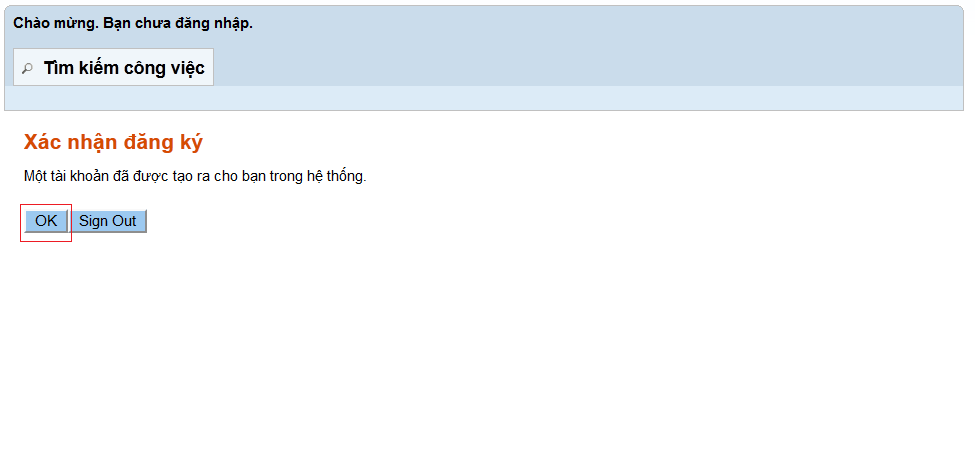 Chào mừng. Bạn chưa đăng nhập.
Tìm kiếm công việc
Xác nhận đăng ký
Một tài khoản đã được tạo ra cho bạn trong hệ thống.
OK Sign Out